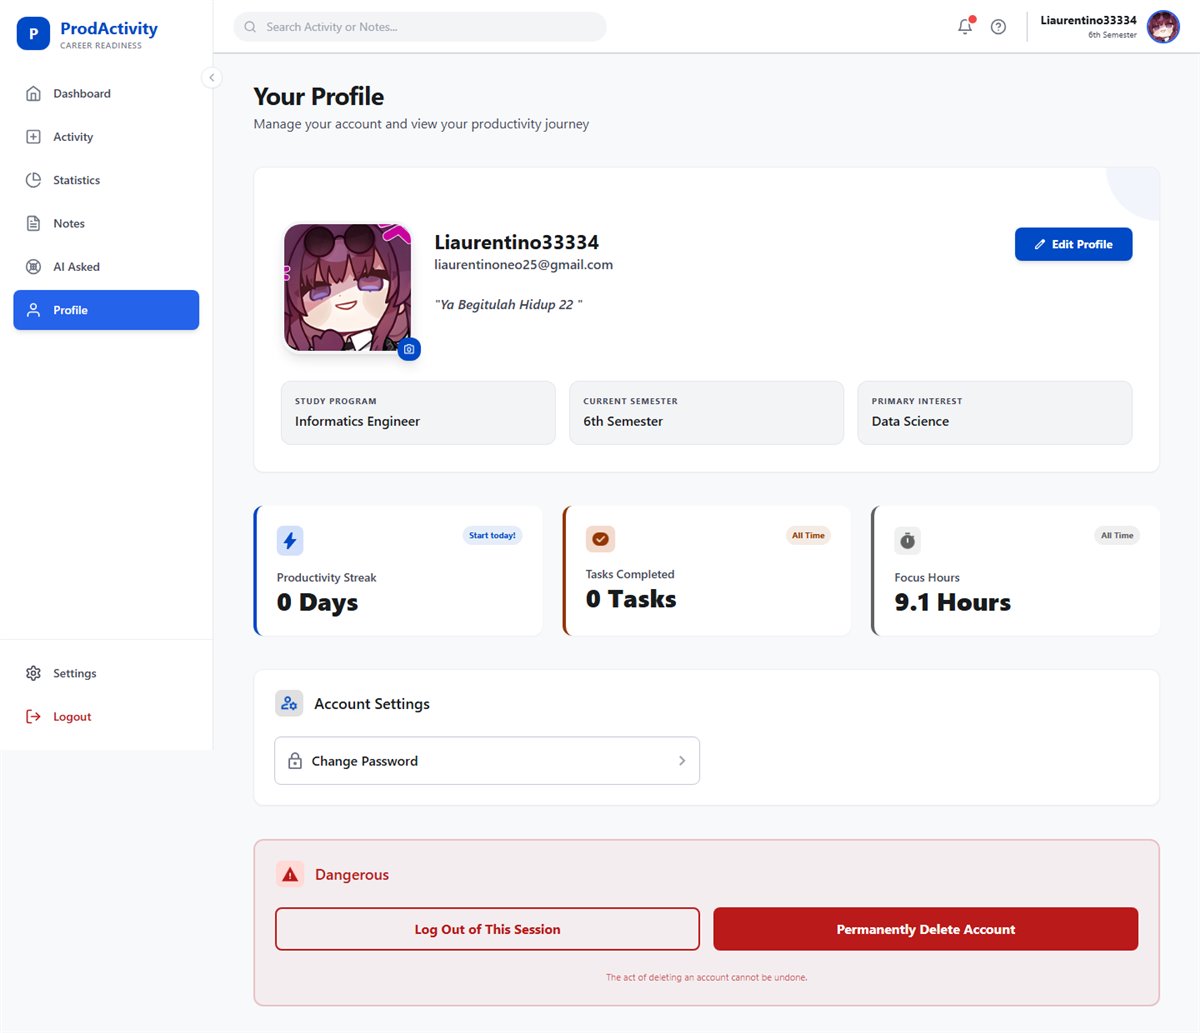 P
ProdActivity
CAREER READINESS
Search Activity or Notes...
Liaurentino33334
6th Semester
Dashboard
Activity
Statistics
Notes
AI Asked
Profile
Settings
Logout
Your Profile
Manage your account and view your productivity journey
Liaurentino33334
liaurentinoneo25@gmail.com
"Ya Begitulah Hidup 22 "
Edit Profile
STUDY PROGRAM
Informatics Engineer
CURRENT SEMESTER
6th Semester
PRIMARY INTEREST
Data Science
Start today!
Productivity Streak
0 Days
All Time
Tasks Completed
0 Tasks
All Time
Focus Hours
9.1 Hours
Account Settings
Change Password
Dangerous
Log Out of This Session
Permanently Delete Account
The act of deleting an account cannot be undone.